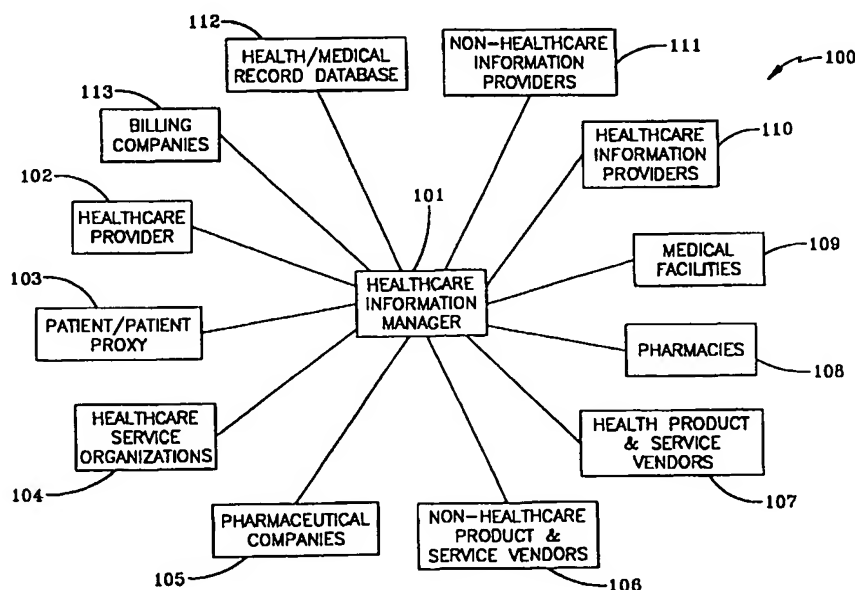 112
HEALTH/MEDICAL
RECORD DATABASE
NON-HEALTHCARE
INFORMATION
PROVIDERS
111
100
113
BILLING
COMPANIES
HEALTHCARE
INFORMATION
PROVIDERS
110
102
HEALTHCARE
PROVIDER
101
HEALTHCARE
INFORMATION
MANAGER
MEDICAL
FACILITIES
109
103
PATIENT/PATIENT
PROXY
PHARMACIES
108
HEALTHCARE
SERVICE
ORGANIZATIONS
104
HEALTH PRODUCT
& SERVICE
VENDORS
107
PHARMACEUTICAL
COMPANIES
105
NON-HEALTHCARE
PRODUCT &
SERVICE VENDORS
106